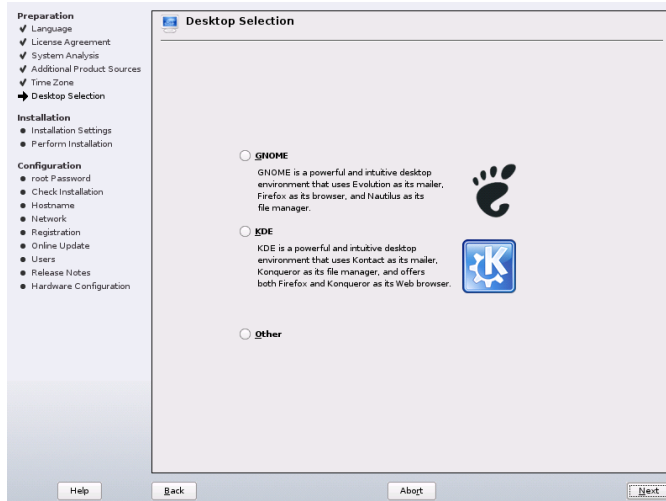 Preparation
Language
License Agreement
System Analysis
Additional Product Sources
Time Zone
Desktop Selection
Installation
Installation Settings
Perform Installation
Configuration
root Password
Check Installation
Hostname
Network
Registration
Online Update
Users
Release Notes
Hardware Configuration
Desktop Selection
GNOME
GNOME is a powerful and intuitive desktop
environment that uses Evolution as its mailer,
Firefox as its browser, and Nautilus as its
file manager.
KDE
KDE is a powerful and intuitive desktop
environment that uses Kontact as its mailer,
Konqueror as its file manager, and offers
both Firefox and Konqueror as its Web browser.
K
Other
Help
Back
Abort
Next